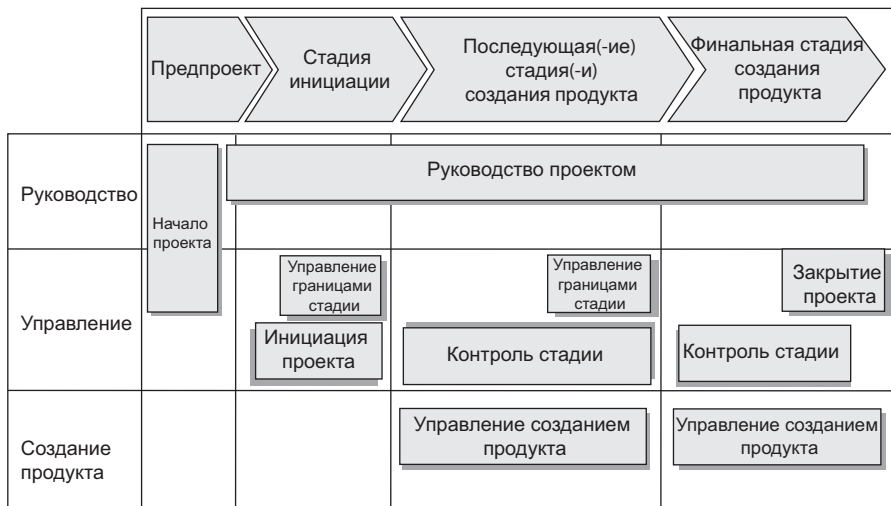 Предпроект
Стадия
инициации
Последующая(-ие)
стадия(-и)
создания продукта
Финальная стадия
создания
продукта
Руководство
Начало
проекта
Руководство проектом
Управление
Управление
границами
стадии
Инициация
проекта
Управление
границами
стадии
Контроль стадии
Закрытие
проекта
Контроль стадии
Создание
продукта
Управление созданием
продукта
Управление созданием
продукта